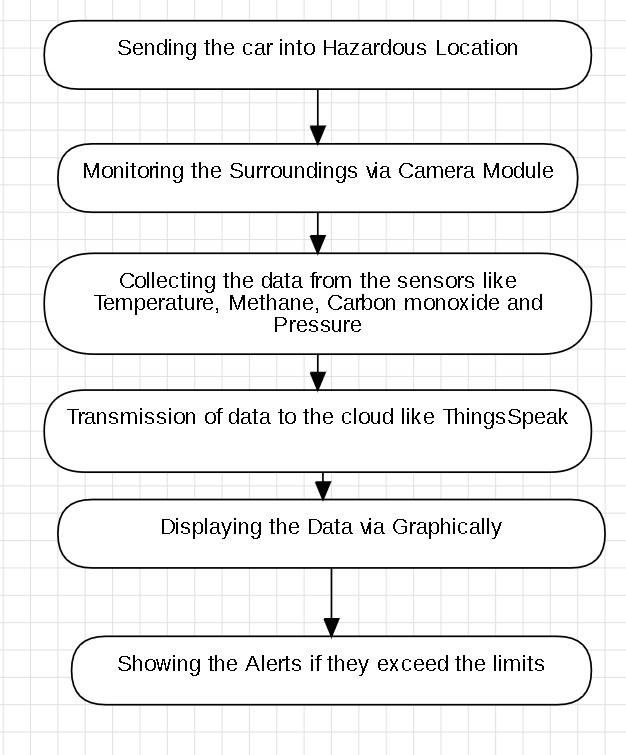 Sending the car into Hazardous Location
Monitoring the Surroundings via Camera Module
Collecting the data from the sensors like
Temperature, Methane, Carbon monoxide and
Pressure
Transmission of data to the cloud like ThingsSpeak
Displaying the Data via Graphically
Showing the Alerts if they exceed the limits